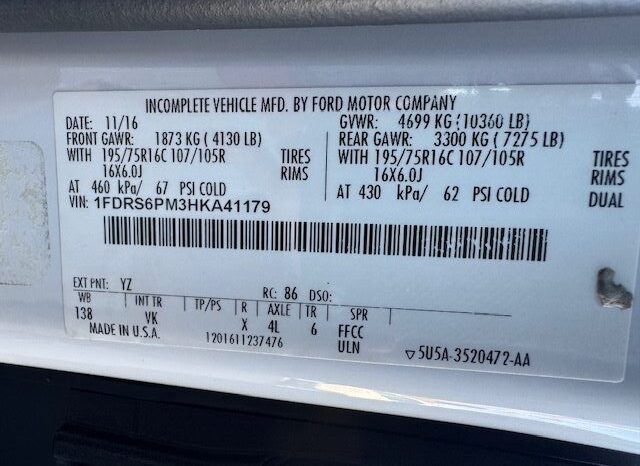 INCOMPLETE VEHICLE MFD. BY FORD MOTOR COMPANY
DATE: 11/16 GVWR: 4699 KG (10360 LB)
FRONT GAWR: 1873 KG ( 4130 LB) REAR GAWR: 3300 KG ( 7275 LB)
WITH 195/75R16C 107/105R TIRES WITH 195/75R16C 107/105R TIRES
16X6.0J RIMS 16X6.0J RIMS
AT 460 kPa/ 67 PSI COLD AT 430 kPa/ 62 PSI COLD DUAL
VIN: 1FDRS6PM3HKA41179
EXT PNT: YZ RC: 86 DSO:
WB INT TR TP/PS R AXLE TR SPR
138 VK X 4L 6 FFCC
MADE IN U.S.A. 1201611237476 ULN ▽5U5A-3520472-AA